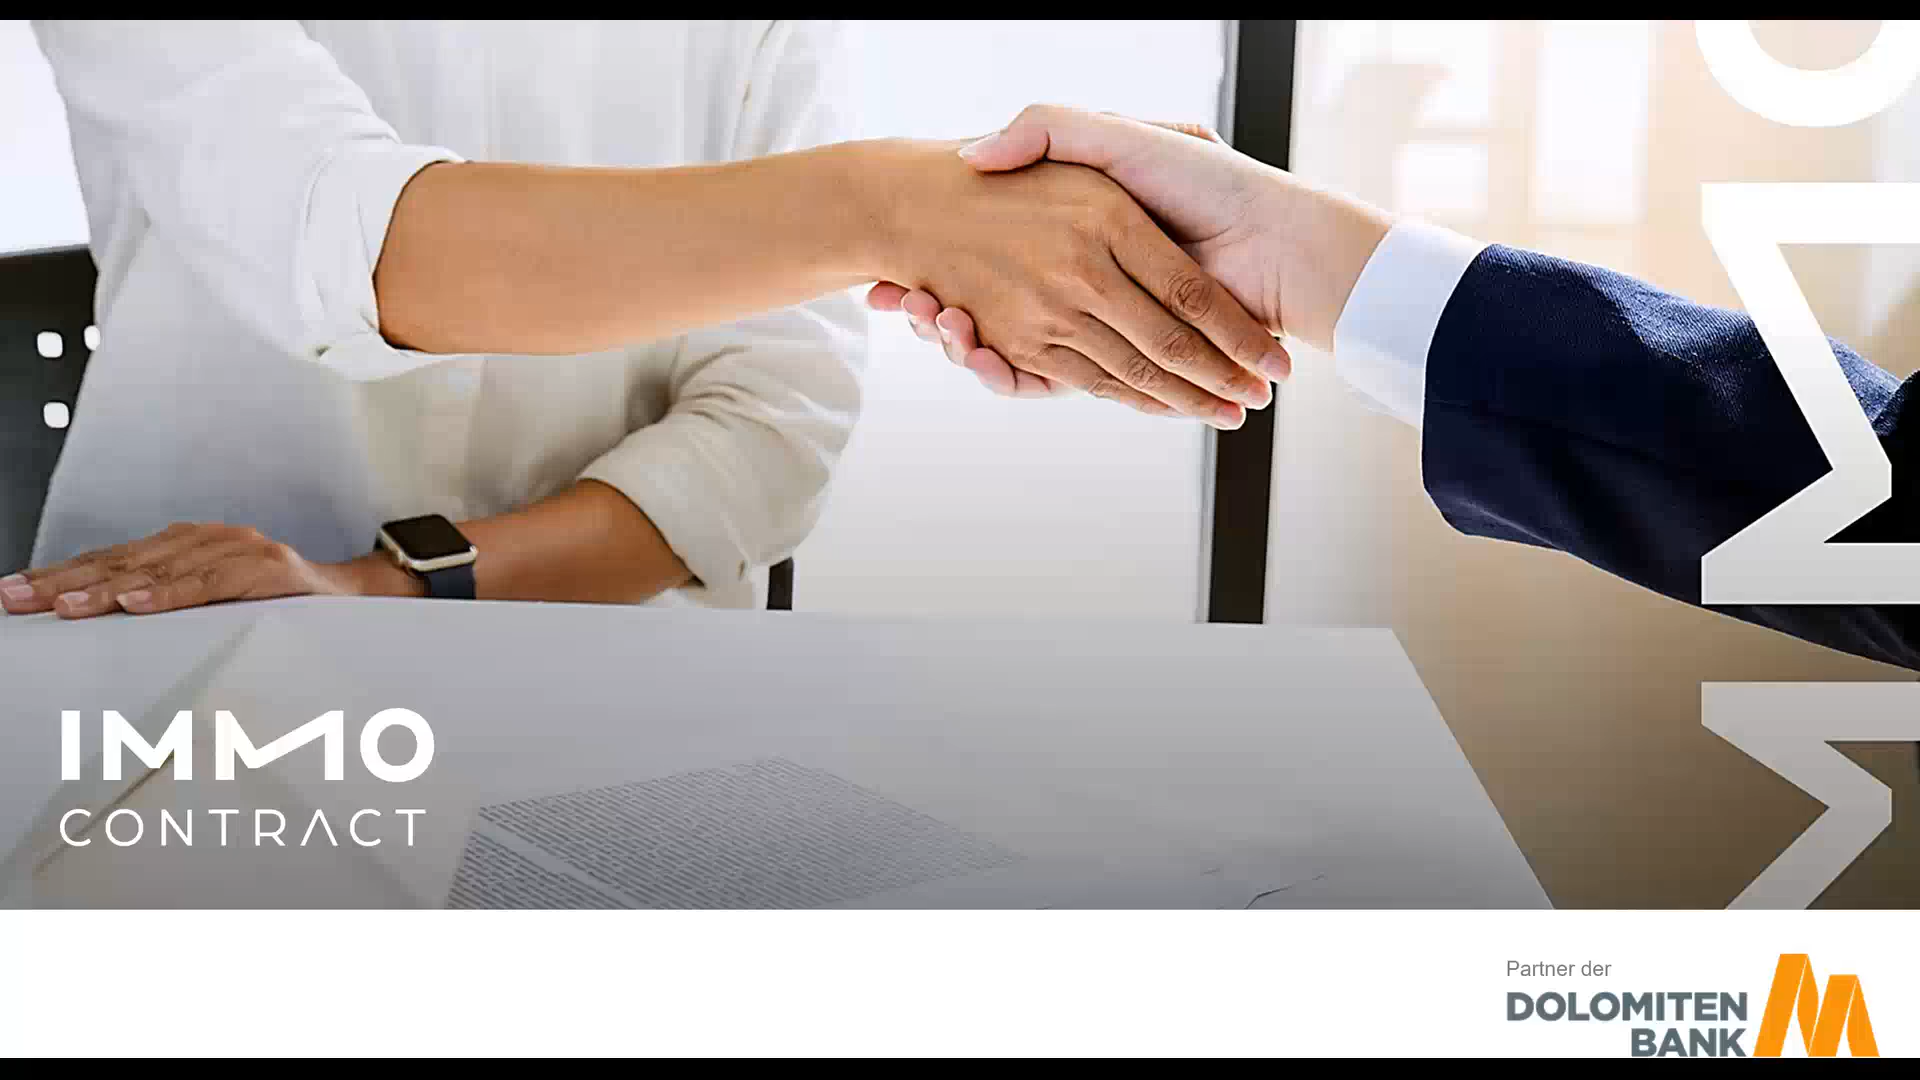 IMMO
CONTRACT
Partner der
DOLOMITEN
BANK